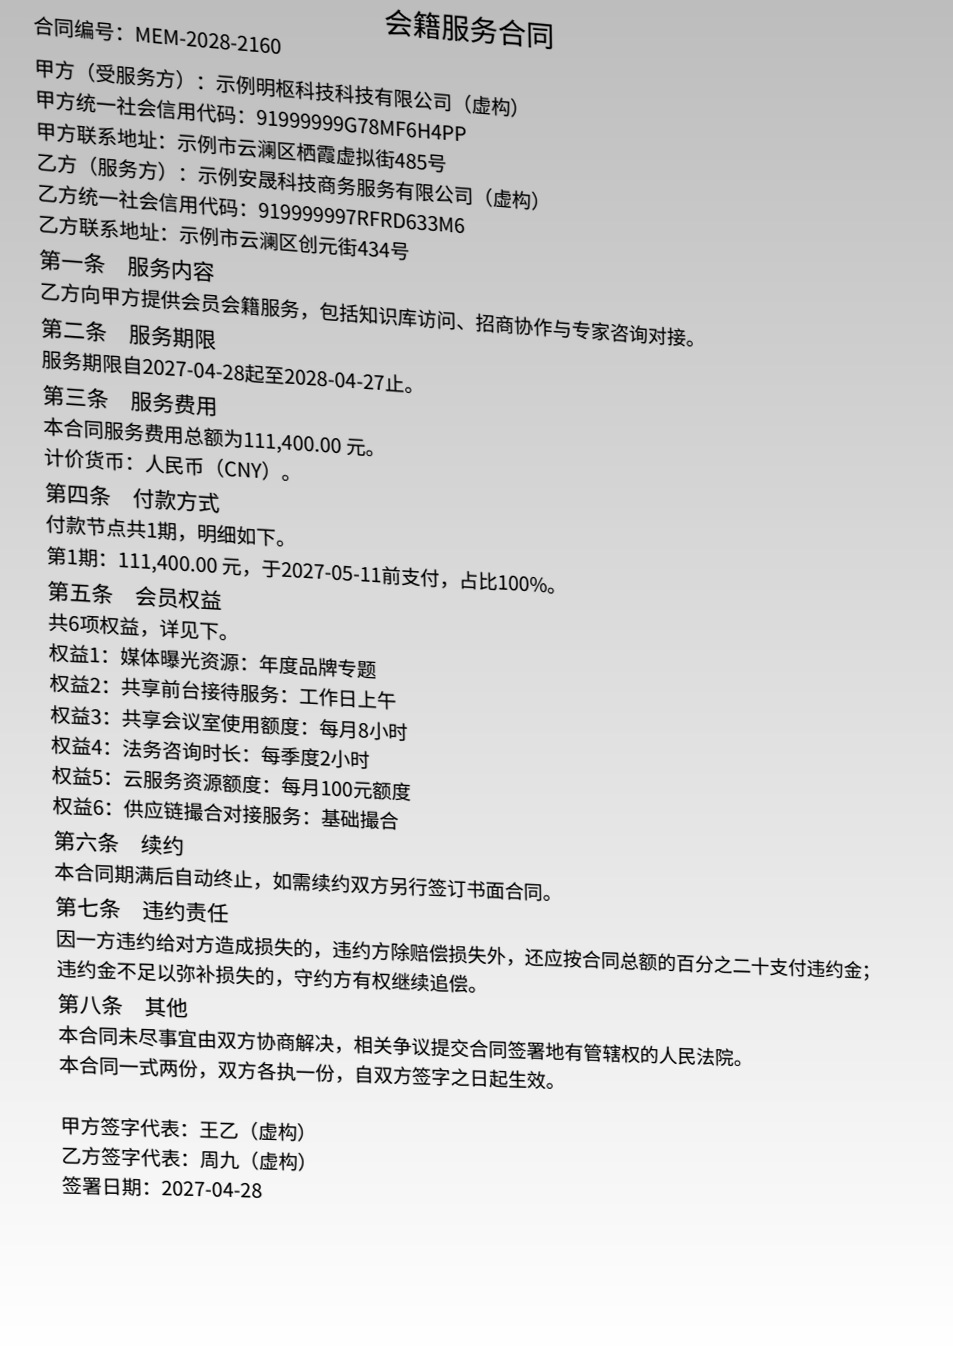 会籍服务合同
合同编号：MEM-2028-2160
甲方（受服务方）：示例明枢科技科技有限公司（虚构）
甲方统一社会信用代码：91999999G78MF6H4PP
甲方联系地址：示例市云澜区栖霞虚拟街485号
乙方（服务方）：示例安晟科技商务服务有限公司（虚构）
乙方统一社会信用代码：919999997RFRD633M6
乙方联系地址：示例市云澜区创元街434号
第一条　服务内容
乙方向甲方提供会员会籍服务，包括知识库访问、招商协作与专家咨询对接。
第二条　服务期限
服务期限自2027-04-28起至2028-04-27止。
第三条　服务费用
本合同服务费用总额为111,400.00 元。
计价货币：人民币（CNY）。
第四条　付款方式
付款节点共1期，明细如下。
第1期：111,400.00 元，于2027-05-11前支付，占比100%。
第五条　会员权益
共6项权益，详见下。
权益1：媒体曝光资源：年度品牌专题
权益2：共享前台接待服务：工作日上午
权益3：共享会议室使用额度：每月8小时
权益4：法务咨询时长：每季度2小时
权益5：云服务资源额度：每月100元额度
权益6：供应链撮合对接服务：基础撮合
第六条　续约
本合同期满后自动终止，如需续约双方另行签订书面合同。
第七条　违约责任
因一方违约给对方造成损失的，违约方除赔偿损失外，还应按合同总额的百分之二十支付违约金；
违约金不足以弥补损失的，守约方有权继续追偿。
第八条　其他
本合同未尽事宜由双方协商解决，相关争议提交合同签署地有管辖权的人民法院。
本合同一式两份，双方各执一份，自双方签字之日起生效。
甲方签字代表：王乙（虚构）
乙方签字代表：周九（虚构）
签署日期：2027-04-28